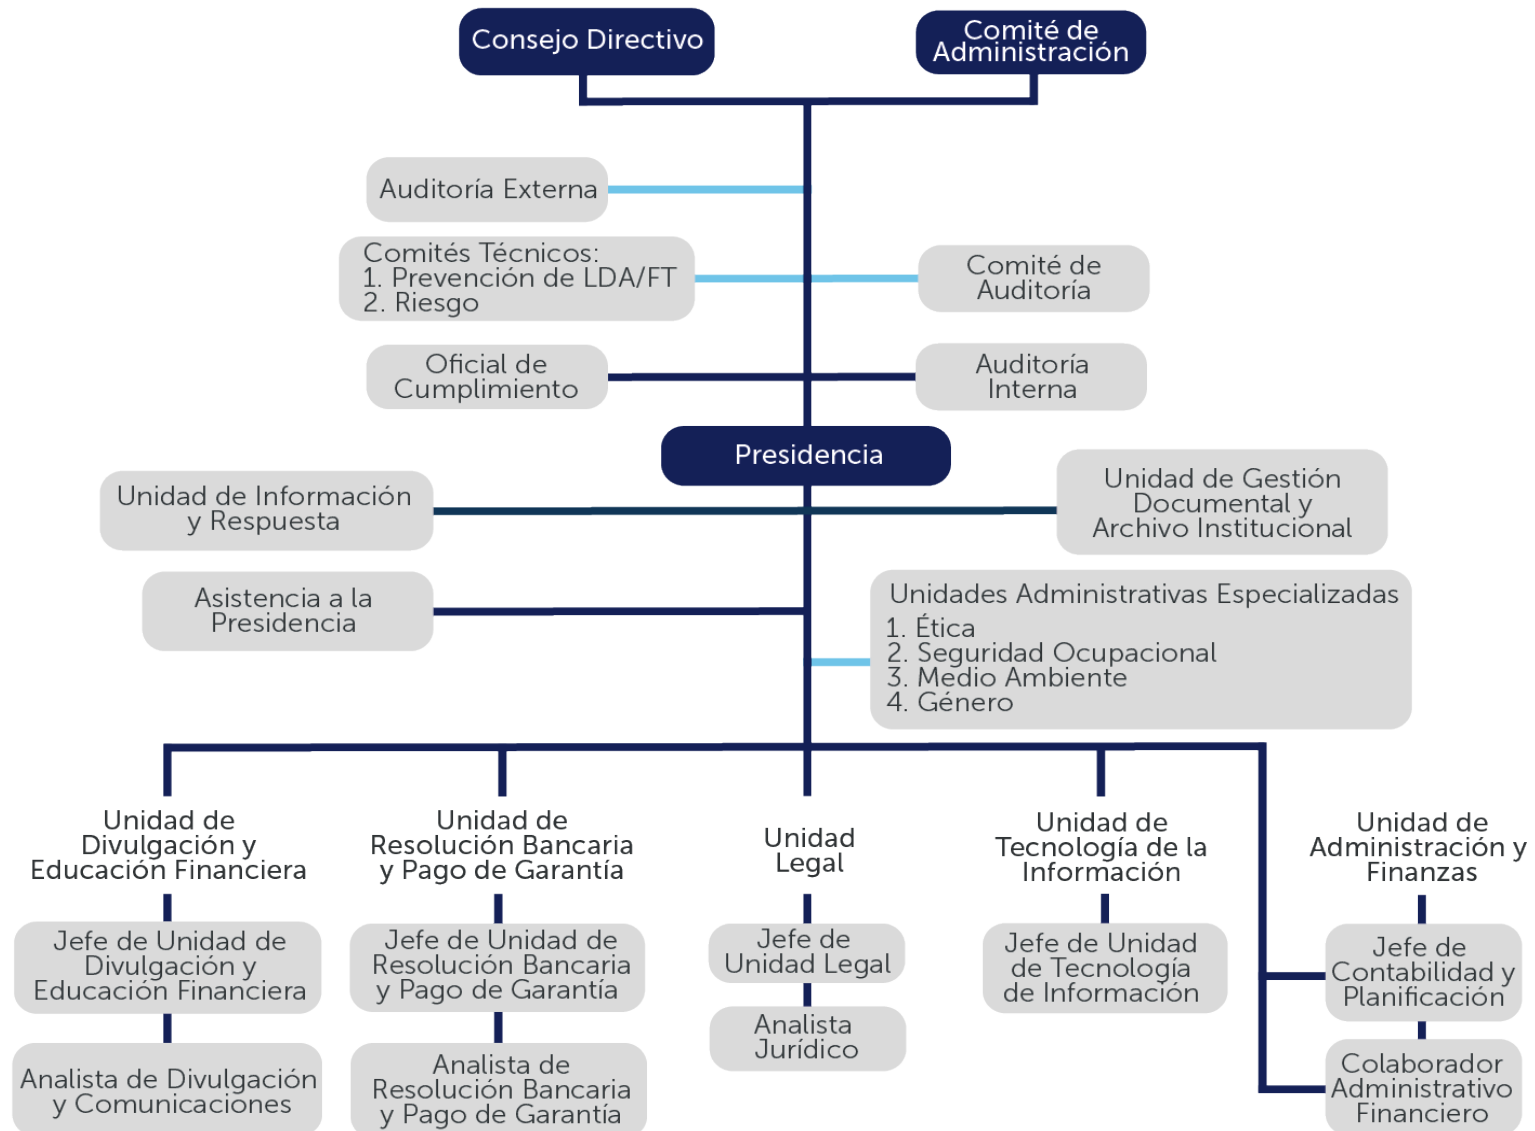 Consejo Directivo
Comité de
Administración
Auditoría Externa
Comités Técnicos:
1. Prevención de LDA/FT
2. Riesgo
Comité de
Auditoría
Oficial de
Cumplimiento
Auditoría
Interna
Presidencia
Unidad de Información
y Respuesta
Unidad de Gestión
Documental y
Archivo Institucional
Asistencia a la
Presidencia
Unidades Administrativas Especializadas
1. Ética
2. Seguridad Ocupacional
3. Medio Ambiente
4. Género
Unidad de
Divulgación y
Educación Financiera
Unidad de
Resolución Bancaria
y Pago de Garantía
Unidad
Legal
Unidad de
Tecnología de la
Información
Unidad de
Administración y
Finanzas
Jefe de Unidad de
Divulgación y
Educación Financiera
Jefe de Unidad de
Resolución Bancaria
y Pago de Garantía
Jefe de
Unidad Legal
Jefe de Unidad
de Tecnología
de Información
Jefe de
Contabilidad y
Planificación
Analista de Divulgación
y Comunicaciones
Analista de
Resolución Bancaria
y Pago de Garantía
Analista
Jurídico
Colaborador
Administrativo
Financiero